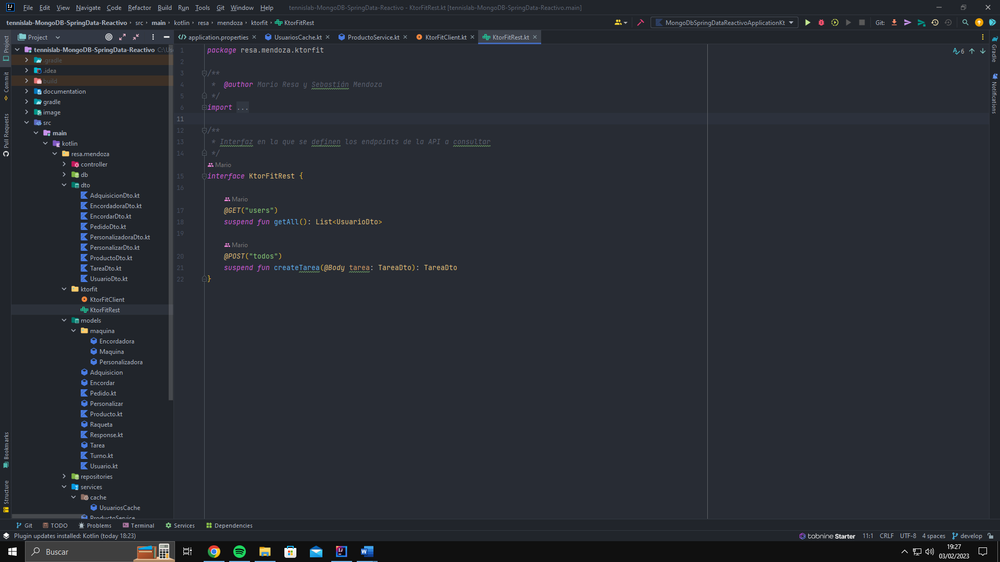 File Edit View Navigate Code Refactor Build Run Tools Git Window Help tennislab-MongoDB-SpringData-Reactivo - KtorFitRest.kt [tennislab-MongoDB-SpringData-Reactivo.main]
tennislab-MongoDB-SpringData-Reactivo src main kotlin resa mendoza ktorfit KtorFitRest MongoDbSpringDataReactivoApplicationKt Git:
Project application.properties UsuariosCache.kt ProductoService.kt KtorFitClient.kt KtorFitRest.kt
Project
Commit
Pull Requests
Bookmarks
Structure
tennislab-MongoDB-SpringData-Reactivo C:\Us
.gradle
.idea
build
documentation
gradle
image
src
main
kotlin
resa.mendoza
controller
db
dto
AdquisicionDto.kt
EncordadoraDto.kt
EncordarDto.kt
PedidoDto.kt
PersonalizadoraDto.kt
PersonalizarDto.kt
ProductoDto.kt
TareaDto.kt
UsuarioDto.kt
ktorfit
KtorFitClient
KtorFitRest
models
maquina
Encordadora
Maquina
Personalizadora
Adquisicion
Encordar
Pedido.kt
Personalizar
Producto.kt
Raqueta
Response.kt
Tarea
Turno.kt
Usuario.kt
repositories
services
cache
UsuariosCache
ProductoService
1 package resa.mendoza.ktorfit
2
3 /**
4 * @author Mario Resa y Sebastián Mendoza
5 */
6 import ...
11
12 /**
13 * Interfaz en la que se definen los endpoints de la API a consultar
14 */
Mario
15 interface KtorFitRest {
16
Mario
17 @GET("users")
18 suspend fun getAll(): List<UsuarioDto>
19
Mario
20 @POST("todos")
21 suspend fun createTarea(@Body tarea: TareaDto): TareaDto
22 }
6
Gradle
Notifications
Git TODO Problems Terminal Services Dependencies
Plugin updates installed: Kotlin (today 18:23) tabnine Starter 11:1 CRLF UTF-8 4 spaces develop
Buscar
19:27
03/02/2023